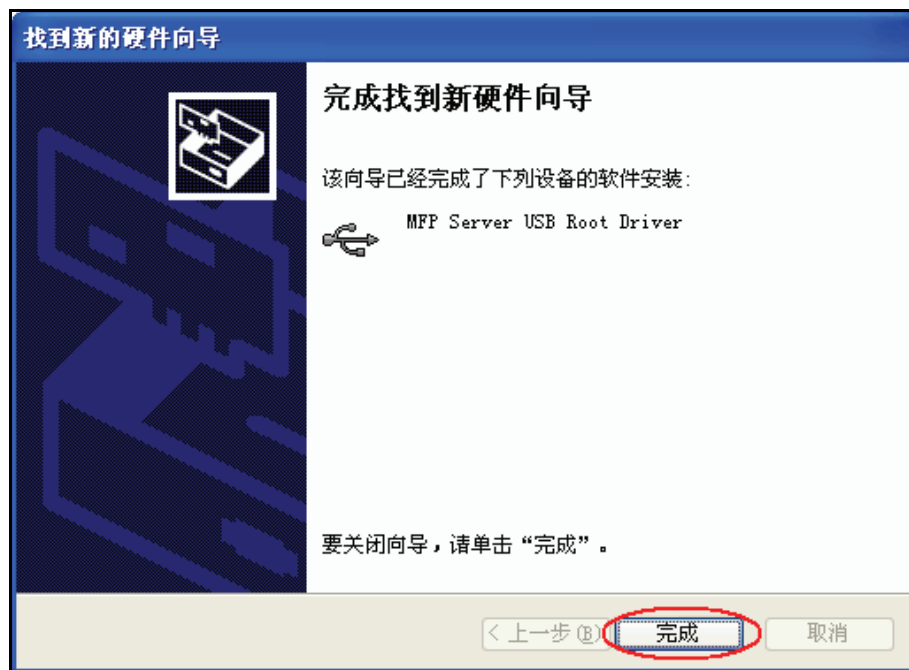 找到新的硬件向导
完成找到新硬件向导
该向导已经完成了下列设备的软件安装:
MFP Server USB Root Driver
要关闭向导，请单击“完成”。
< 上一步(B)
完成
取消